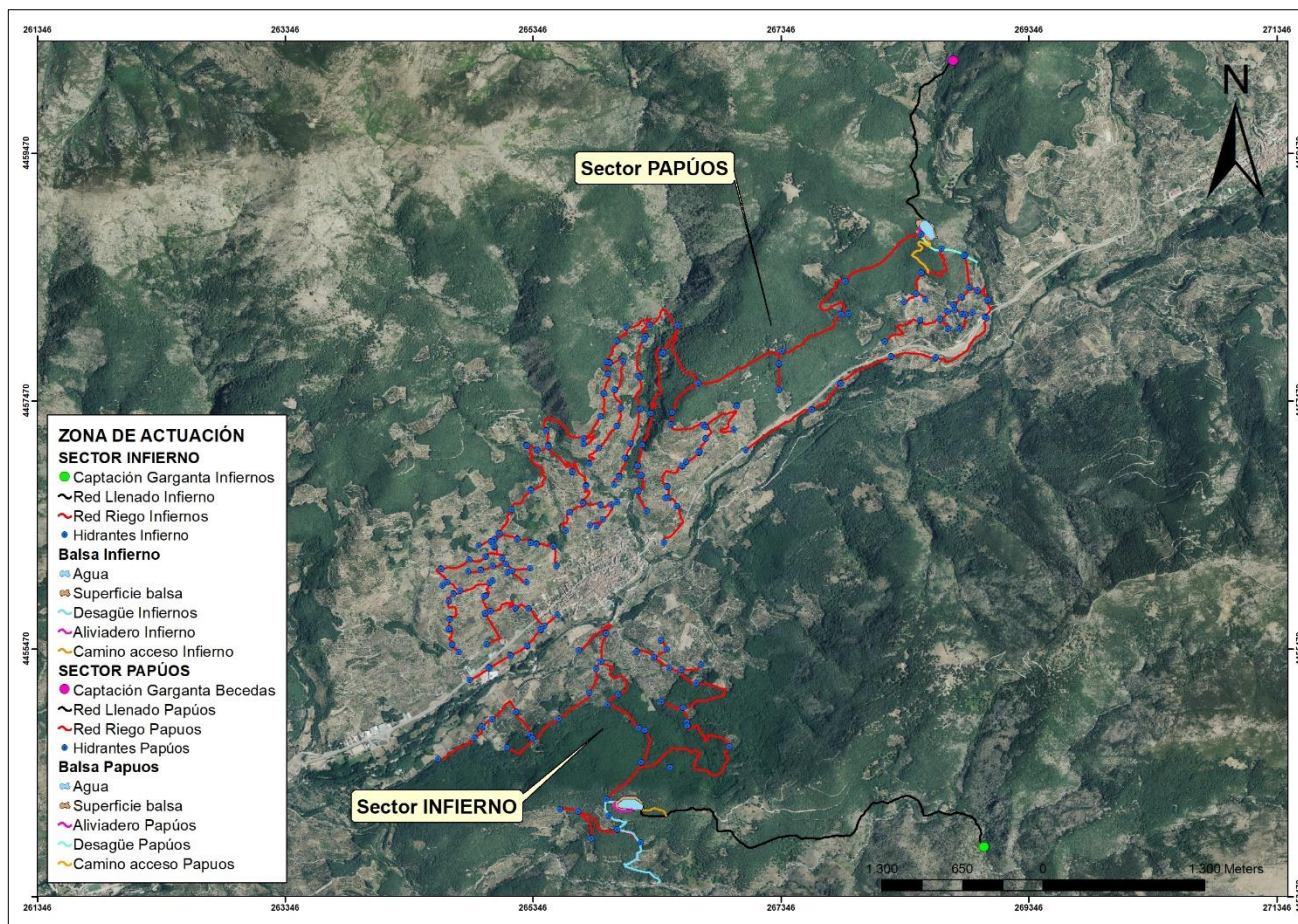 261346 263346 265346 267346 269346 271346
N
4459470
4459470
Sector PAPÚOS
4457470
4457470
ZONA DE ACTUACIÓN
SECTOR INFIERNO
Captación Garganta Infiernos
Red Llenado Infierno
Red Riego Infiernos
Hidrantes Infierno
Balsa Infierno
Agua
Superficie balsa
Desagüe Infiernos
Aliviadero Infierno
Camino acceso Infierno
SECTOR PAPÚOS
Captación Garganta Becedas
Red Llenado Papúos
Red Riego Papuos
Hidrantes Papúos
Balsa Papuos
Agua
Superficie balsa
Aliviadero Papúos
Desagüe Papúos
Camino acceso Papuos
4455470
4455470
Sector INFIERNO
1.300 650 0 1.300 Meters
261346 263346 265346 267346 269346 271346